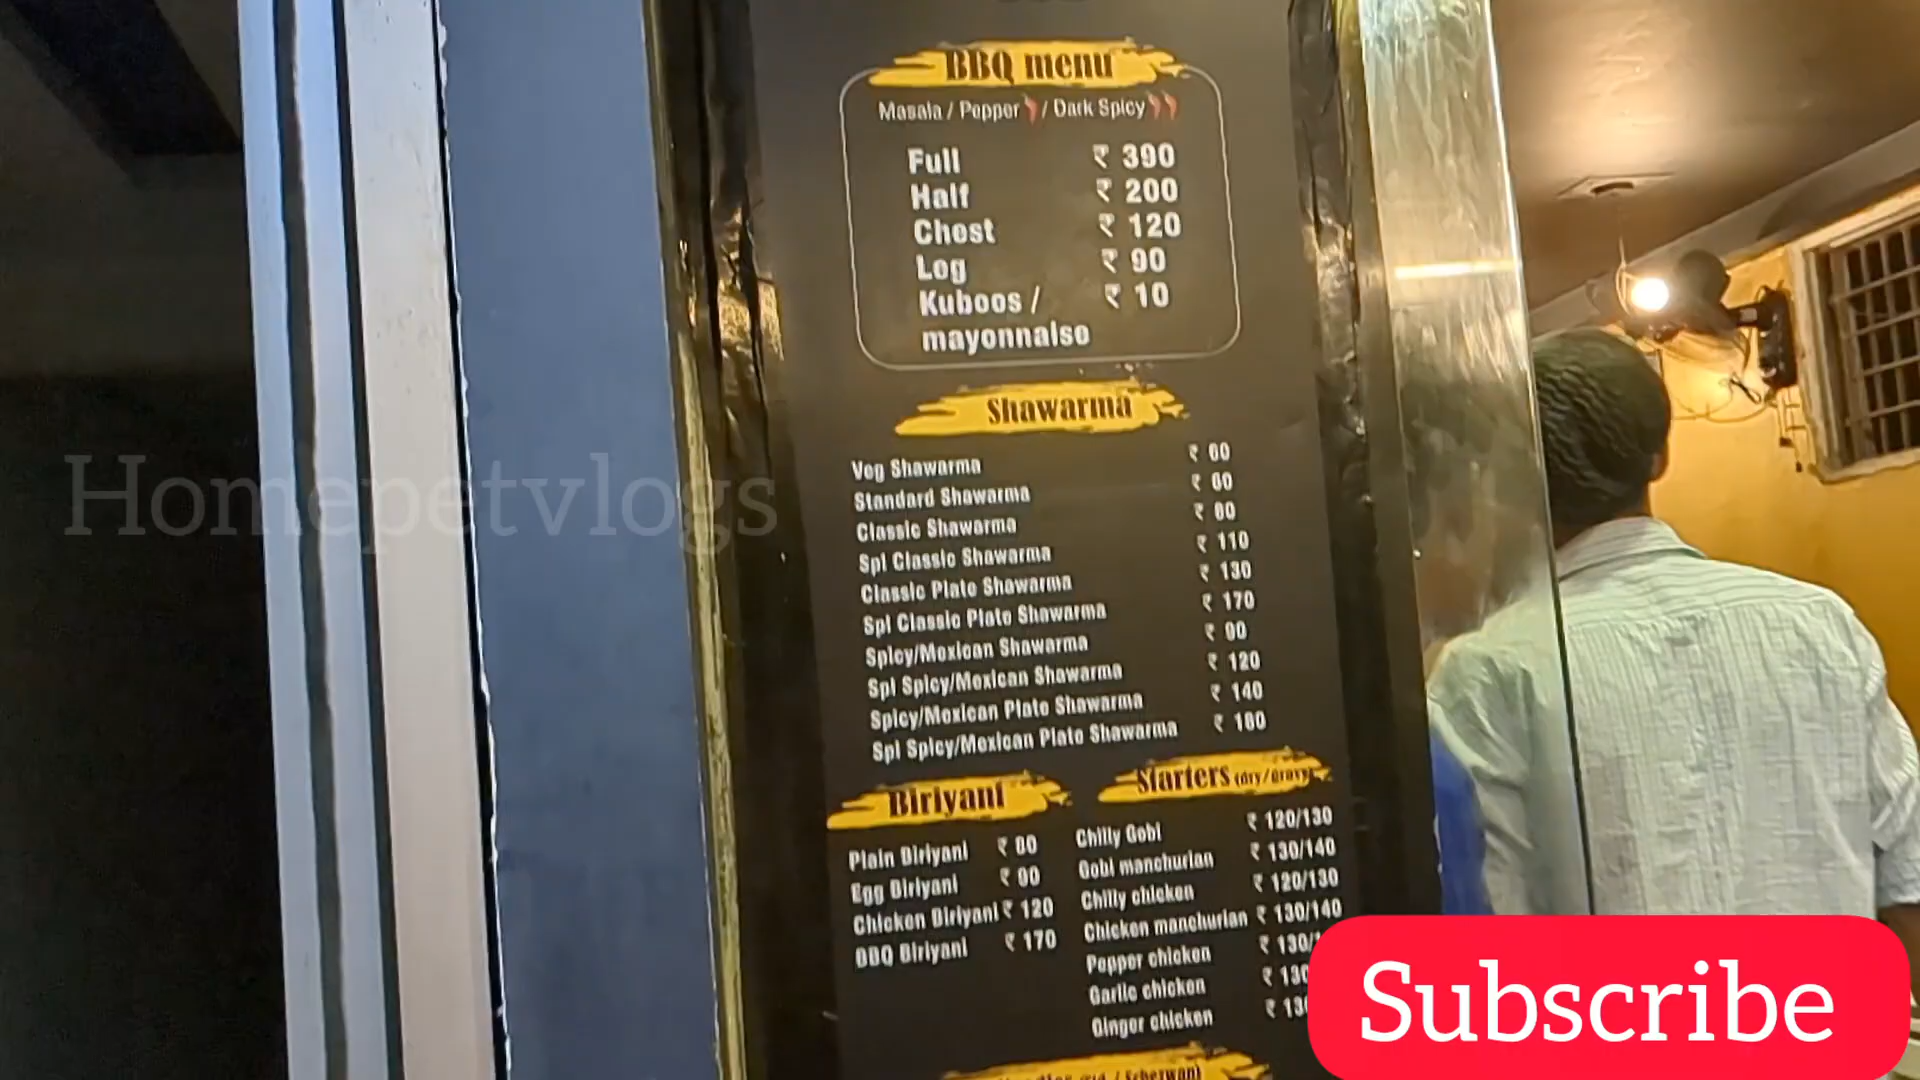 BBQ menu
Masala / Pepper / Dark Spicy
Full ₹ 390
Half ₹ 200
Chest ₹ 120
Leg ₹ 90
Kuboos / ₹ 10
mayonnaise
Shawarma
Veg Shawarma ₹ 60
Standard Shawarma ₹ 60
Classic Shawarma ₹
Spl Classic Shawarma ₹ 110
Classic Plate Shawarma ₹ 130
Spl Classic Plate Shawarma ₹ 170
Spicy/Mexican Shawarma ₹ 90
Spl Spicy/Mexican Shawarma ₹ 120
Spicy/Mexican Plate Shawarma ₹ 140
Spl Spicy/Mexican Plate Shawarma ₹ 180
Biriyani
Plain Biriyani ₹
Egg Biriyani ₹ 90
Chicken Biriyani ₹ 120
BBQ Biriyani ₹ 170
Starters (dry/gravy)
Chilly Gobi ₹ 120/130
Gobi manchurian ₹ 130/140
Chilly chicken ₹ 120/130
Chicken manchurian ₹ 130/140
Pepper chicken ₹ 130/
Garlic chicken ₹ 130
Ginger chicken ₹
Homepetvlogs
Subscribe